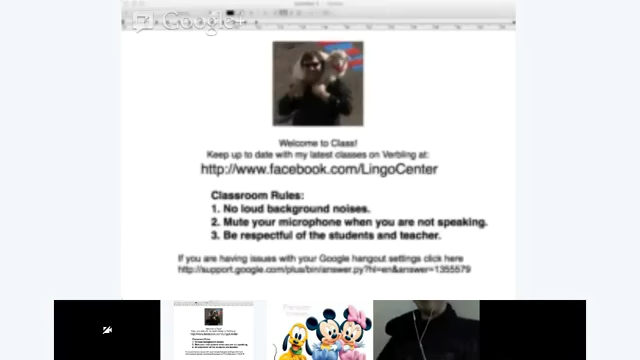 Google+
Welcome to Class!
Keep up to date with my latest classes on Verbling at:
http://www.facebook.com/LingoCenter
Classroom Rules:
1. No loud background noises.
2. Mute your microphone when you are not speaking.
3. Be respectful of the students and teacher.
If you are having issues with your Google hangout settings click here
http://support.google.com/plus/bin/answer.py?hl=en&answer=1355579